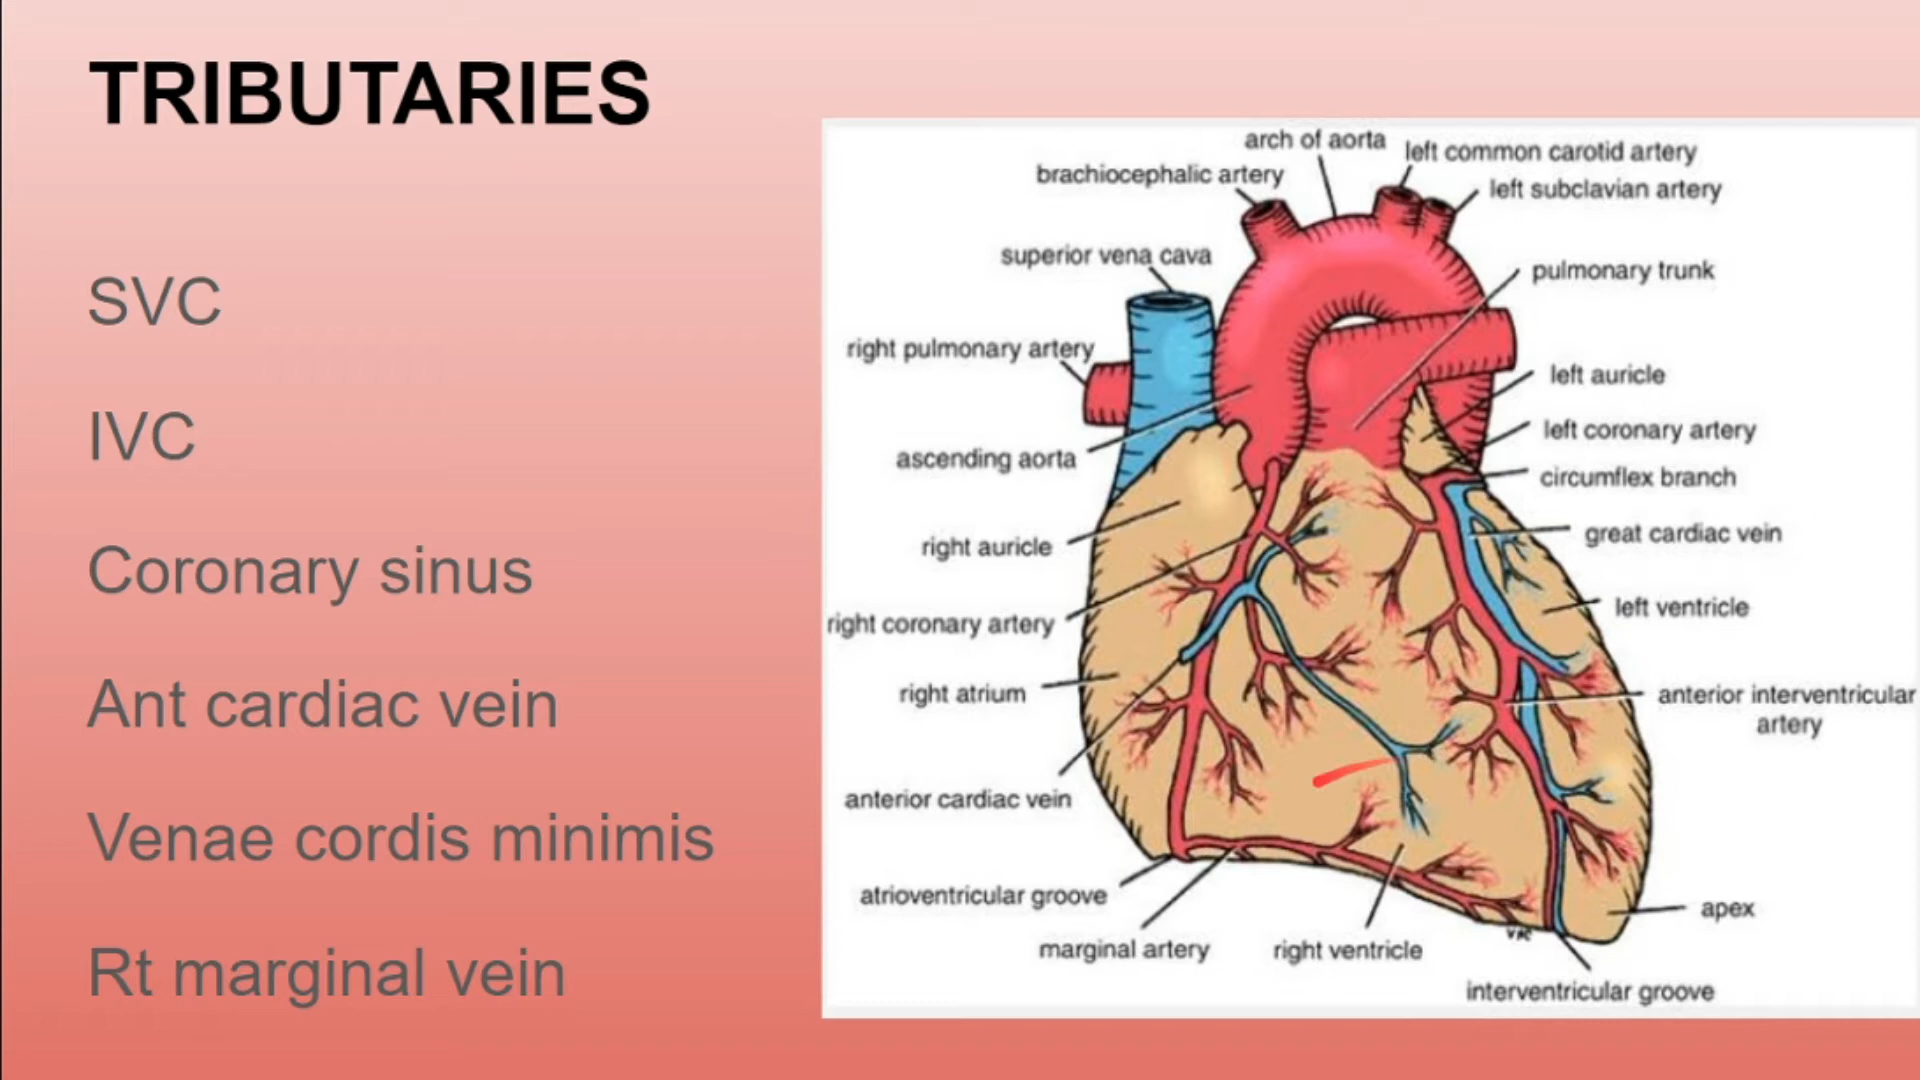 TRIBUTARIES
SVC
IVC
Coronary sinus
Ant cardiac vein
Venae cordis minimis
Rt marginal vein
arch of aorta
left common carotid artery
brachiocephalic artery
left subclavian artery
superior vena cava
pulmonary trunk
right pulmonary artery
left auricle
left coronary artery
ascending aorta
circumflex branch
right auricle
great cardiac vein
left ventricle
right coronary artery
right atrium
anterior interventricular
artery
anterior cardiac vein
atrioventricular groove
apex
marginal artery
right ventricle
interventricular groove